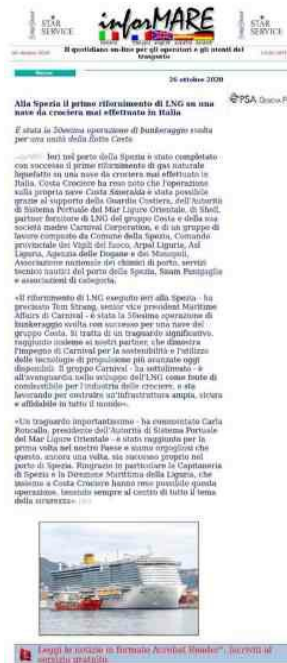 STAR
SERVICE
inforMARE
STAR
SERVICE
Il quotidiano on-line per gli operatori e gli utenti del
trasporto
26 ottobre 2020
PSA
Alla Spezia il primo rifornimento di LNG su una
nave da crociera mai effettuato in Italia
È stata la 50esima operazione di bunkeraggio svolta
per una unità della flotta Costa
Ieri nel porto della Spezia è stato completato
con successo il primo rifornimento di gas naturale
liquefatto su una nave da crociera mai effettuato in
Italia. Costa Crociere ha reso noto che l'operazione
sulla propria nave Costa Smeralda è stata possibile
grazie al supporto della Guardia Costiera, dell'Autorità
di Sistema Portuale del Mar Ligure Orientale, di Shell,
partner fornitore di LNG del gruppo Costa e della sua
società madre Carnival Corporation, e di un gruppo di
lavoro composto da Comune della Spezia, Comando
provinciale dei Vigili del Fuoco, Arpal Liguria, Asl
Liguria, Agenzia delle Dogane e dei Monopoli,
Associazione nazionale dei chimici di porto, servizi
tecnico nautici del porto della Spezia, Snam Panigaglia
e associazioni di categoria.
«Il rifornimento di LNG eseguito ieri alla Spezia - ha
precisato Tom Strang, senior vice president Maritime
Affairs di Carnival - è stata la 50esima operazione di
bunkeraggio svolta con successo per una nave del
gruppo Costa. Si tratta di un traguardo significativo,
raggiunto insieme ai nostri partner, che dimostra
l'impegno di Carnival per la sostenibilità e l'utilizzo
delle tecnologie di propulsione più avanzate oggi
disponibili. Il gruppo Carnival - ha sottolineato - è
all'avanguardia nello sviluppo dell'LNG come fonte di
combustibile per l'industria delle crociere, e sta
lavorando per costruire un'infrastruttura ampia, sicura
e affidabile in tutto il mondo».
«Un traguardo importantissimo - ha commentato Carla
Roncallo, presidente dell'Autorità di Sistema Portuale
del Mar Ligure Orientale - è stato raggiunto per la
prima volta nel nostro Paese e siamo orgogliosi che
questo, ancora una volta, sia successo proprio nel
porto di Spezia. Ringrazio in particolare la Capitaneria
di Spezia e la Direzione Marittima della Liguria, che
insieme a Costa Crociere hanno reso possibile questa
operazione, tenendo sempre al centro di tutto il tema
della sicurezza»
Leggi le notizie in formato Acrobat Reader®. Iscriviti al
servizio gratuito.